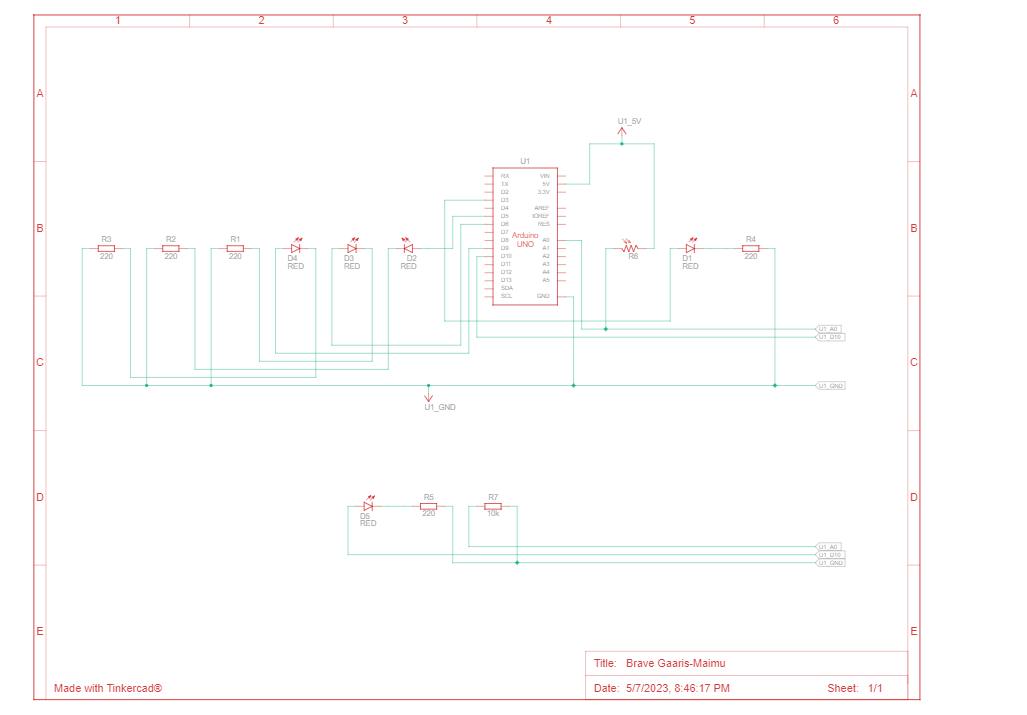 1 2 3 4 5 6
A A
U1_5V
U1
RX VIN
TX 5V
D2 3.3V
D3
D4 AREF
D5 IOREF
D6 RES
B B
D7
Arduino
UNO
D8 A0
D9 A1
D10 A2
D11 A3
D12 A4
D13 A5
SDA
SCL GND
R3 R2 R1
220 220 220
D4 D3 D2
RED RED RED
R6
D1
RED
R4
220
U1_A0
U1_D10
C C
U1_GND
U1_GND
D D
D5
RED
R5
220
R7
10k
U1_A0
U1_D10
U1_GND
E E
Title: Brave Gaaris-Maimu
Made with Tinkercad®
Date: 5/7/2023, 8:46:17 PM Sheet: 1/1